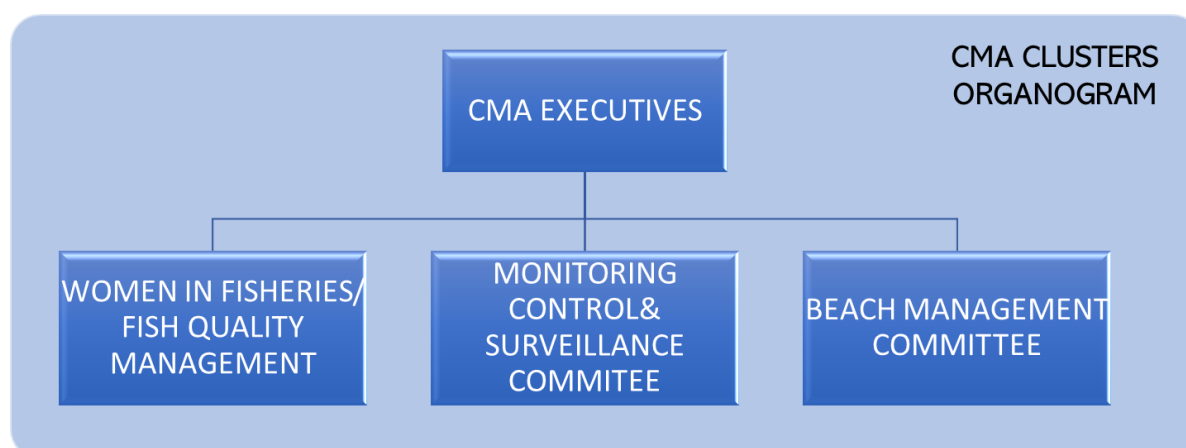 CMA CLUSTERS
ORGANOGRAM
CMA EXECUTIVES
WOMEN IN FISHERIES/
FISH QUALITY
MANAGEMENT
MONITORING
CONTROL&
SURVEILLANCE
COMMITEE
BEACH MANAGEMENT
COMMITTEE